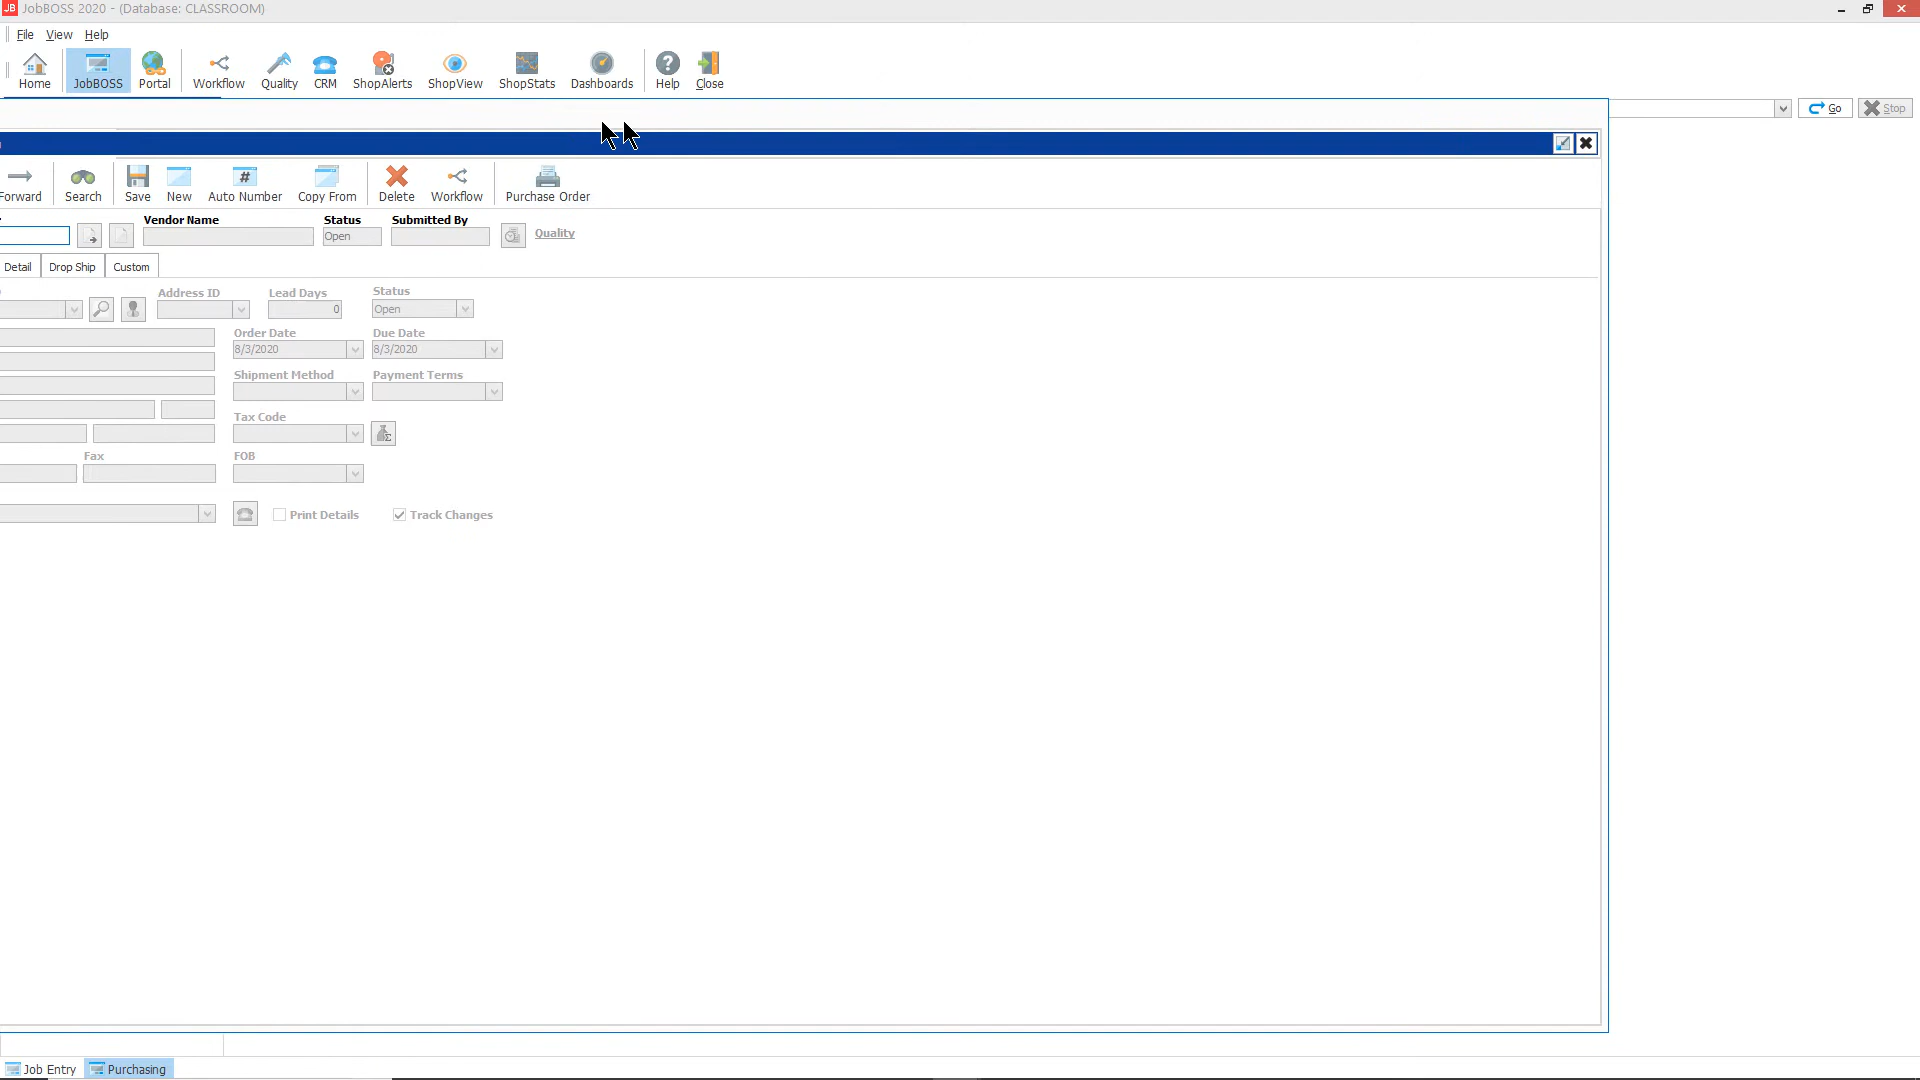 JB JobBOSS 2020 - (Database: CLASSROOM)
File View Help
Home JobBOSS Portal Workflow Quality CRM ShopAlerts ShopView ShopStats Dashboards Help Close
Go Stop
Forward Search Save New Auto Number Copy From Delete Workflow Purchase Order
Vendor Name Status Submitted By
Open Quality
Detail Drop Ship Custom
Address ID Lead Days Status
0 Open
Order Date Due Date
8/3/2020 8/3/2020
Shipment Method Payment Terms
Tax Code
Fax FOB
Print Details Track Changes
Job Entry Purchasing